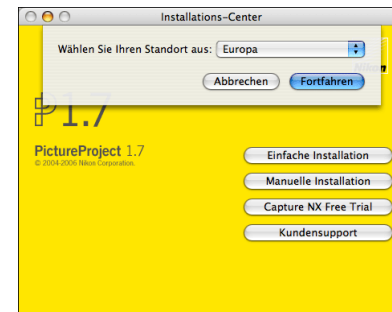 Installations-Center
Wählen Sie Ihren Standort aus: Europa
Abbrechen Fortfahren
Nikon
P1.7
PictureProject 1.7
© 2004-2006 Nikon Corporation.
Einfache Installation
Manuelle Installation
Capture NX Free Trial
Kundensupport